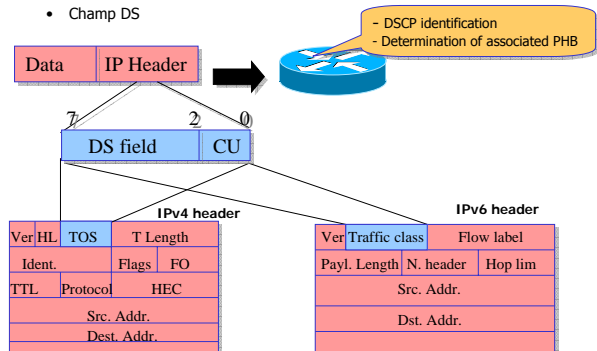 • Champ DS
- DSCP identification
- Determination of associated PHB
Data IP Header
7 2 0
DS field CU
IPv4 header
Ver HL TOS T Length
Ident. Flags FO
TTL Protocol HEC
Src. Addr.
Dest. Addr.
IPv6 header
Ver Traffic class Flow label
Payl. Length N. header Hop lim
Src. Addr.
Dst. Addr.